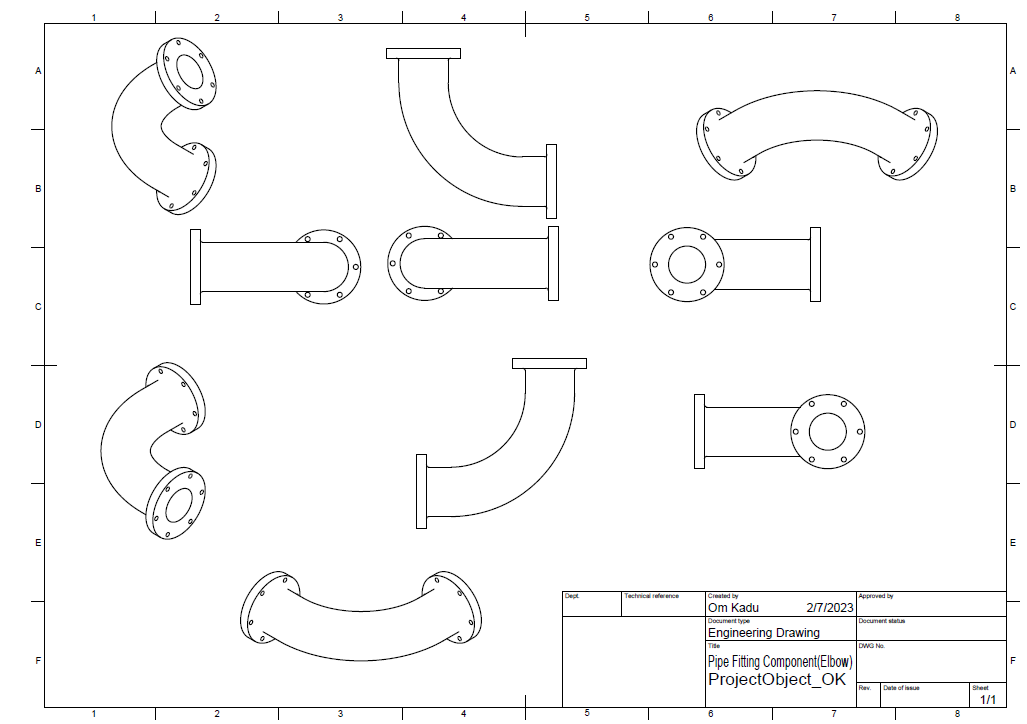 1 2 3 4 5 6 7 8
A A
B B
C C
D D
E E
Dept. Technical reference Created by Approved by
Om Kadu 2/7/2023
Document type Document status
Engineering Drawing
Title DWG No.
Pipe Fitting Component(Elbow)
F F
ProjectObject_OK
Rev. Date of issue Sheet
1/1
1 2 3 4 5 6 7 8